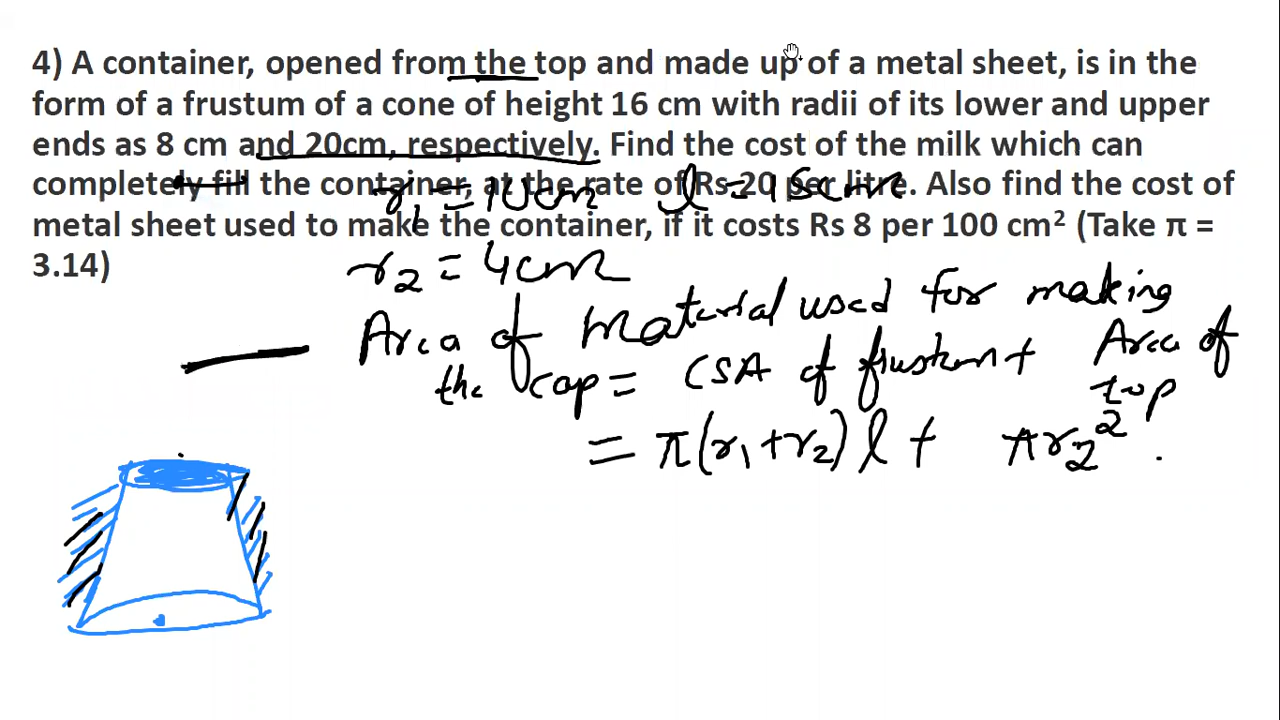 4) A container, opened from the top and made up of a metal sheet, is in the
form of a frustum of a cone of height 16 cm with radii of its lower and upper
ends as 8 cm and 20cm, respectively. Find the cost of the milk which can
completely fill the container, at the rate of Rs 20 per litre. Also find the cost of
r₁ = 10cm l = 15cm
metal sheet used to make the container, if it costs Rs 8 per 100 cm² (Take π =
3.14)
r₂ = 4cm
Area of material used for making
the cap = CSA of frustum + Area of top
= π(r₁+r₂)l + πr₂² .